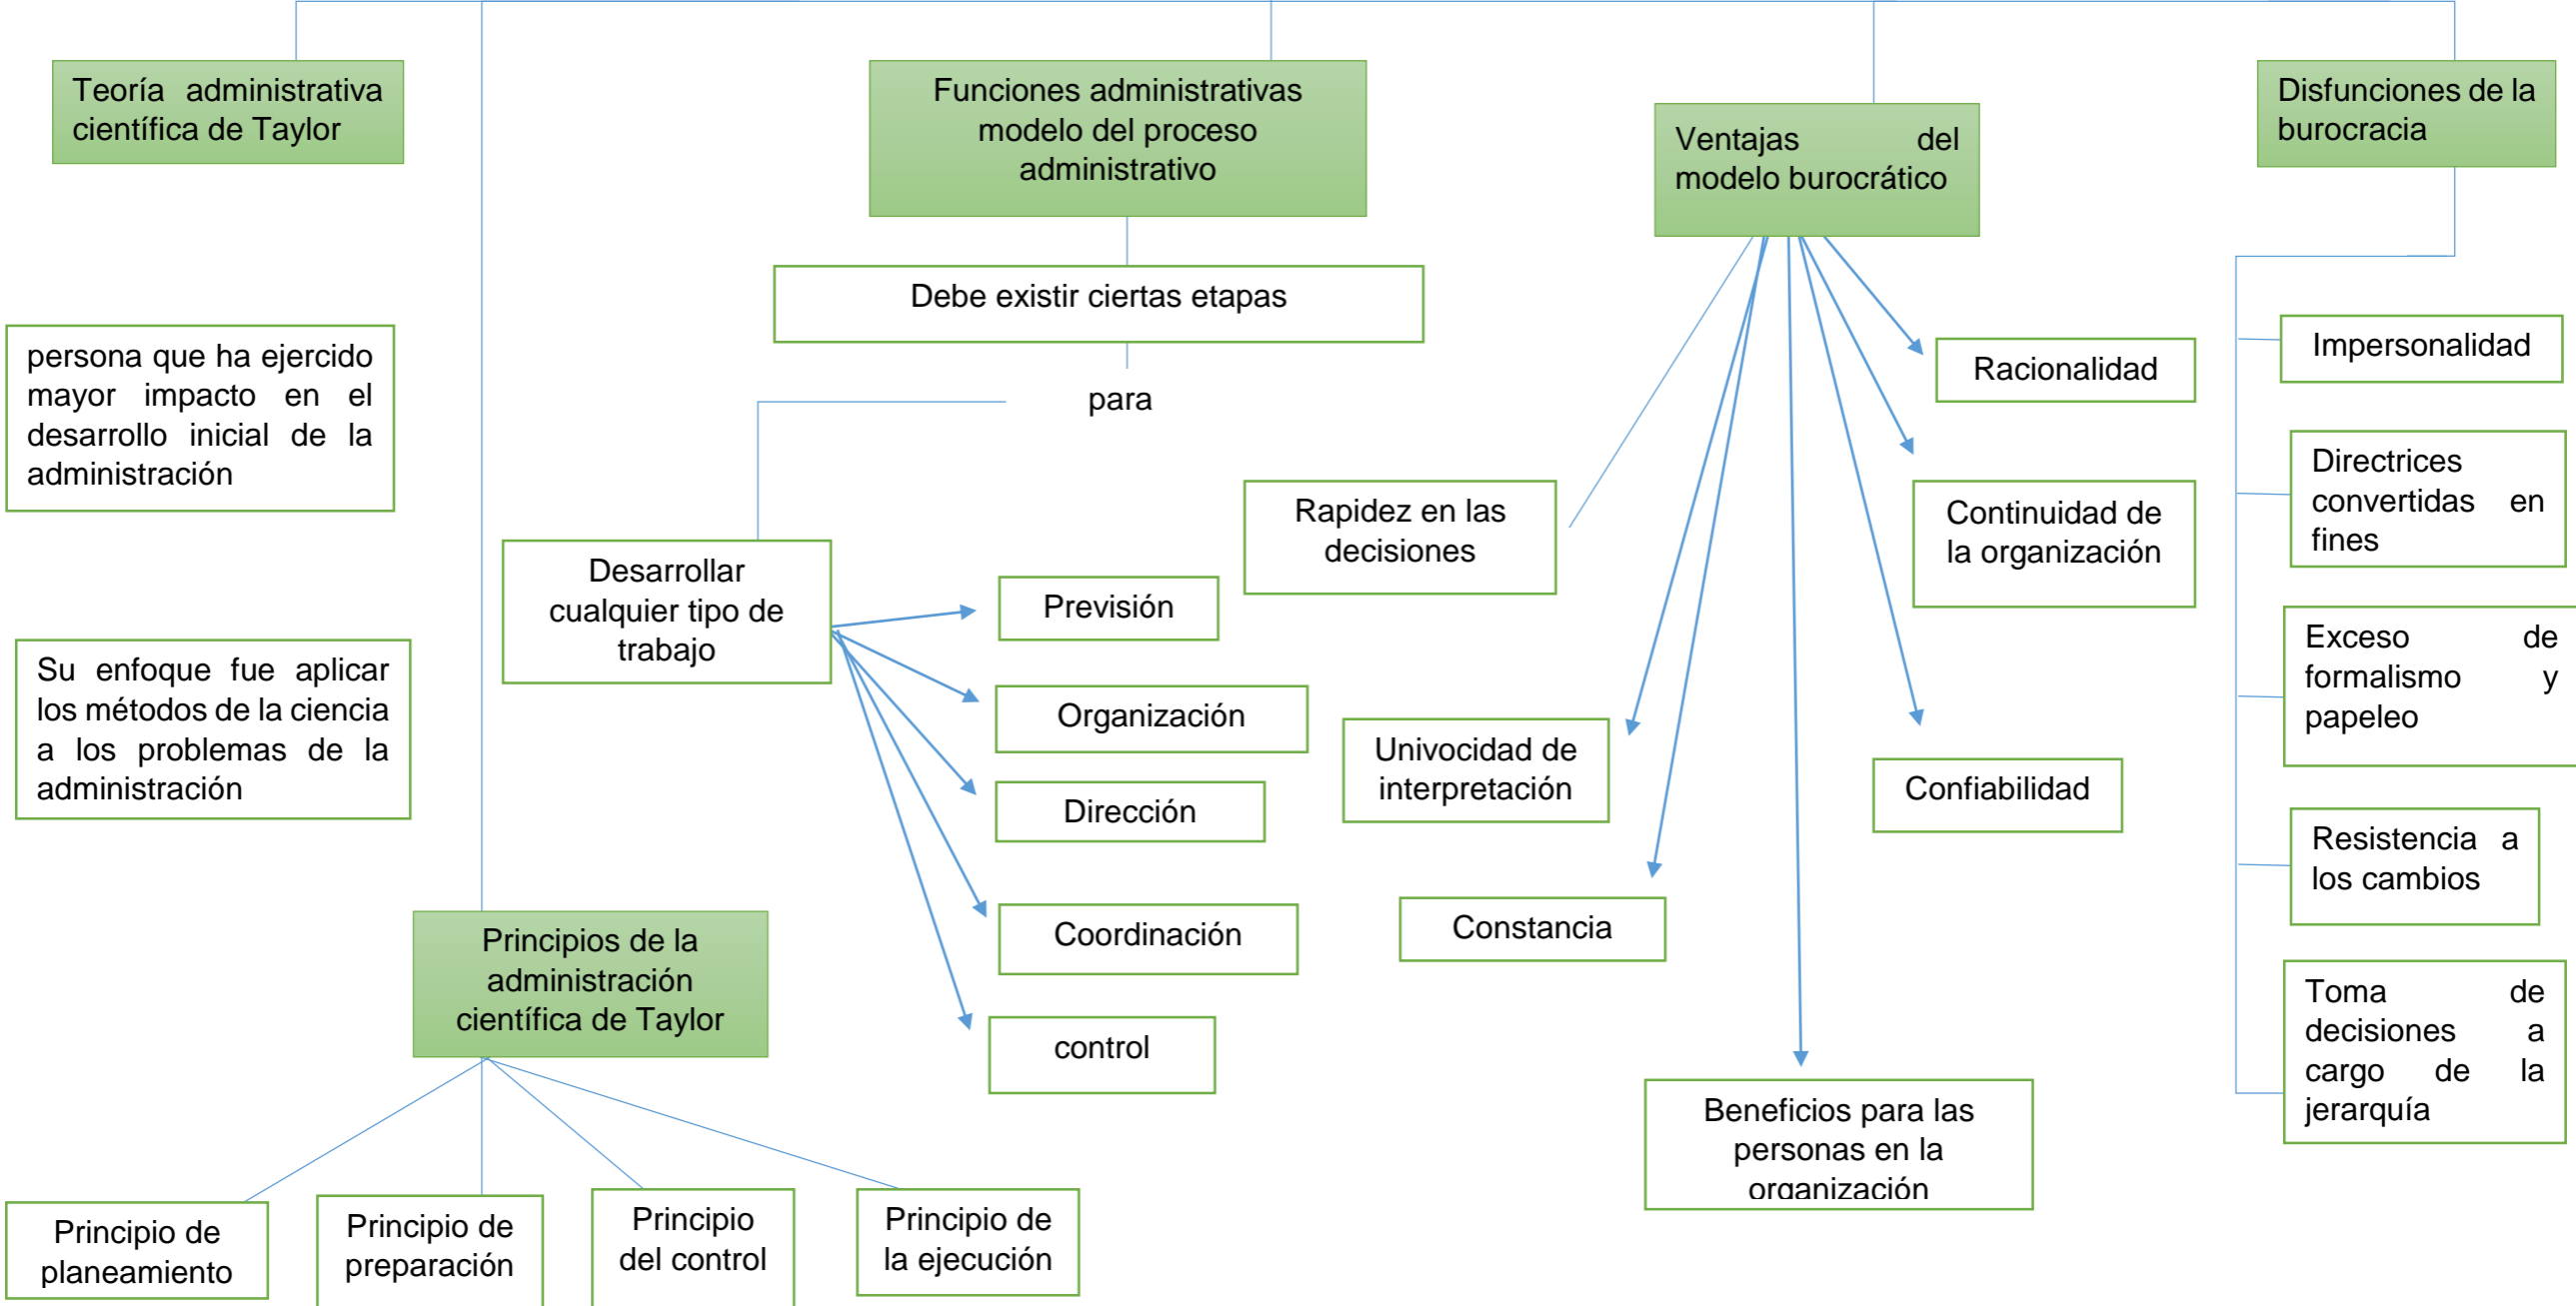 Teoría administrativa
científica de Taylor
persona que ha ejercido
mayor impacto en el
desarrollo inicial de la
administración
Su enfoque fue aplicar
los métodos de la ciencia
a los problemas de la
administración
Principios de la
administración
científica de Taylor
Principio de
planeamiento
Principio de
preparación
Principio
del control
Principio de
la ejecución
Funciones administrativas
modelo del proceso
administrativo
Debe existir ciertas etapas
para
Desarrollar
cualquier tipo de
trabajo
Previsión
Organización
Dirección
Coordinación
control
Ventajas del
modelo burocrático
Racionalidad
Rapidez en las
decisiones
Continuidad de
la organización
Univocidad de
interpretación
Confiabilidad
Constancia
Beneficios para las
personas en la
organización
Disfunciones de la
burocracia
Impersonalidad
Directrices
convertidas en
fines
Exceso de
formalismo y
papeleo
Resistencia a
los cambios
Toma de
decisiones a
cargo de la
jerarquía